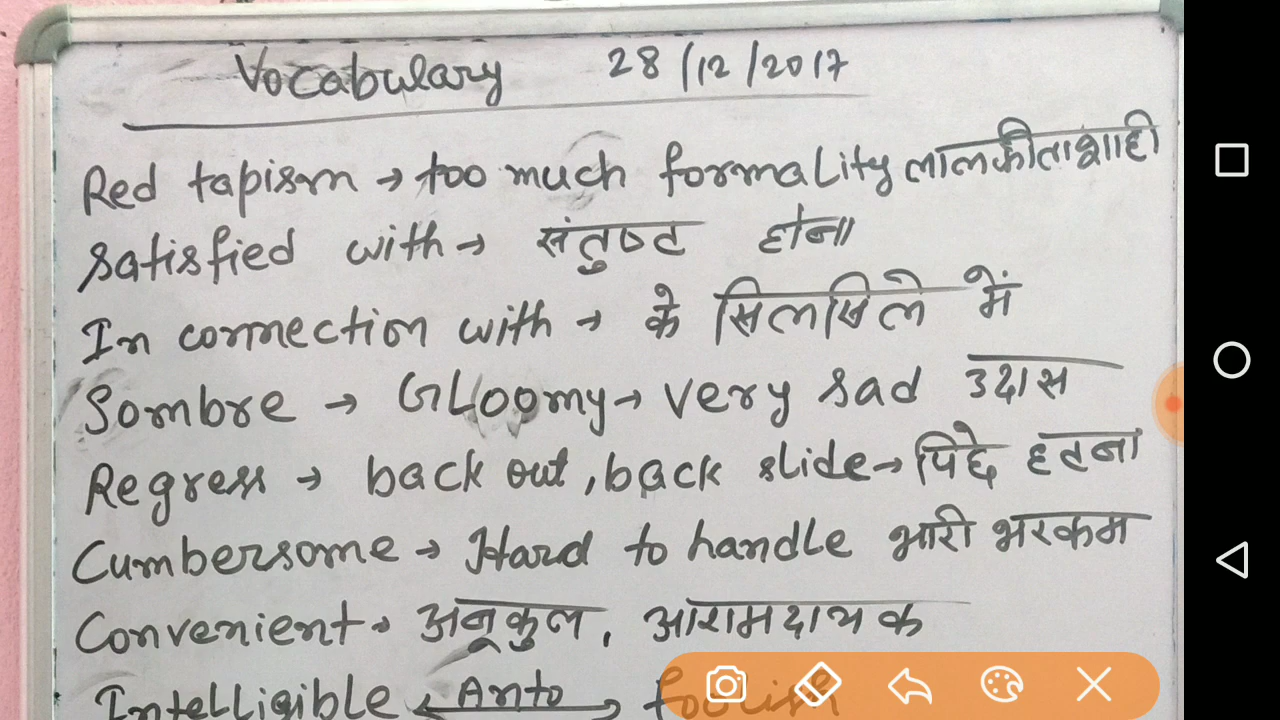 Vocabulary 28/12/2017
Red tapism → too much formality लालफीताशाही
Satisfied with → संतुष्ट होना
In connection with → के सिलसिले में
Sombre → Gloomy → very sad उदास
Regress → back out, back slide → पिछे हटना
Cumbersome → Hard to handle भारी भरकम
Convenient → अनूकुल, आरामदायक
Intelligible ←Anto→ foolish